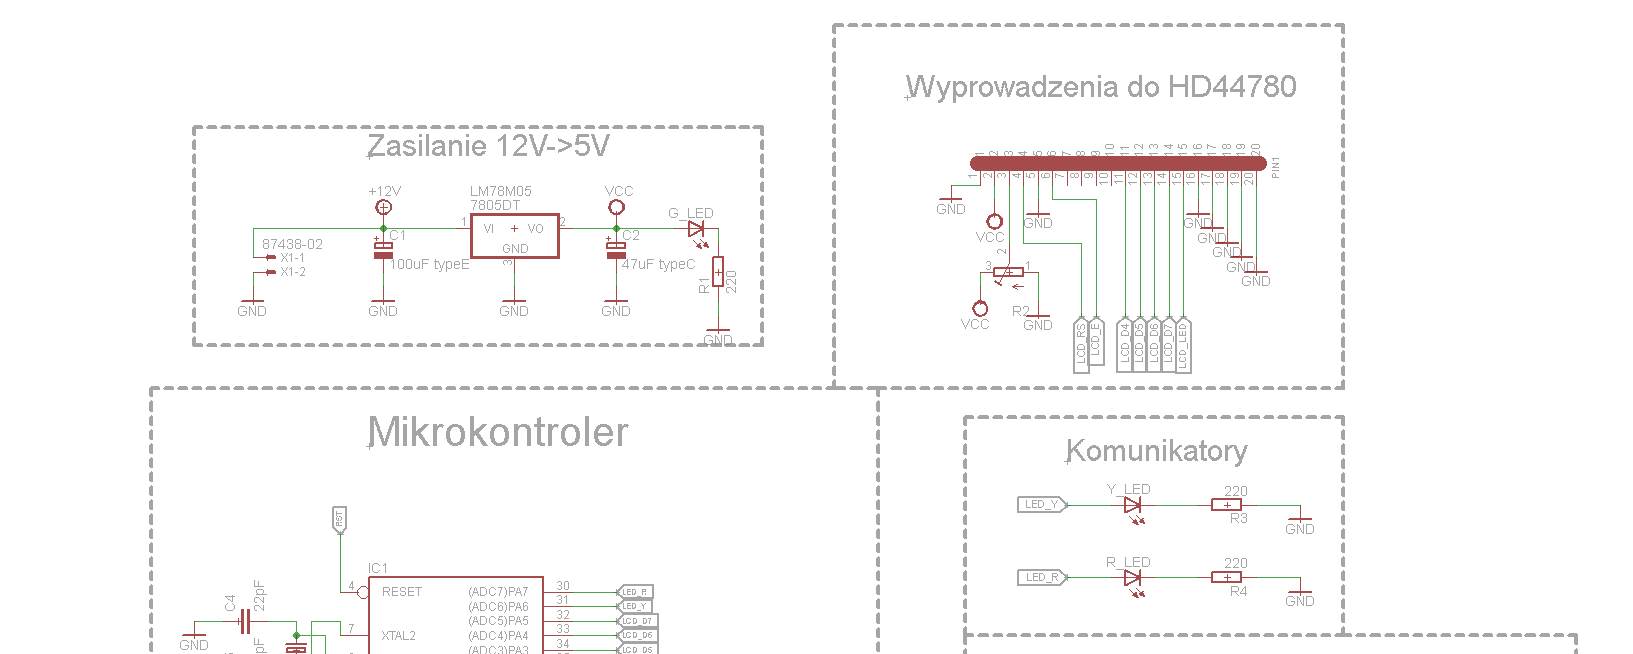 Zasilanie 12V->5V
+12V
LM78M05
7805DT
VCC
G_LED
1
VI
VO
2
GND
3
87438-02
X1-1
X1-2
C1
100uF typeE
C2
47uF typeC
R1
220
GND
GND
GND
GND
GND
Wyprowadzenia do HD44780
1 2 3 4 5 6 7 8 9 10 11 12 13 14 15 16 17 18 19 20
1 2 3 4 5 6 7 8 9 10 11 12 13 14 15 16 17 18 19 20
PIN1
GND
VCC
GND
GND
GND
GND
GND
GND
2
3
1
R2
VCC
GND
LCD_RS
LCD_E
LCD_D4
LCD_D5
LCD_D6
LCD_D7
LCD_LED
Mikrokontroler
RST
IC1
4
RESET
(ADC7)PA7
30
LED_R
(ADC6)PA6
31
LED_Y
(ADC5)PA5
32
LCD_D7
(ADC4)PA4
33
LCD_D6
(ADC3)PA3
34
LCD_D5
7
XTAL2
C4
22pF
GND
pF
Komunikatory
LED_Y
Y_LED
220
R3
GND
LED_R
R_LED
220
R4
GND